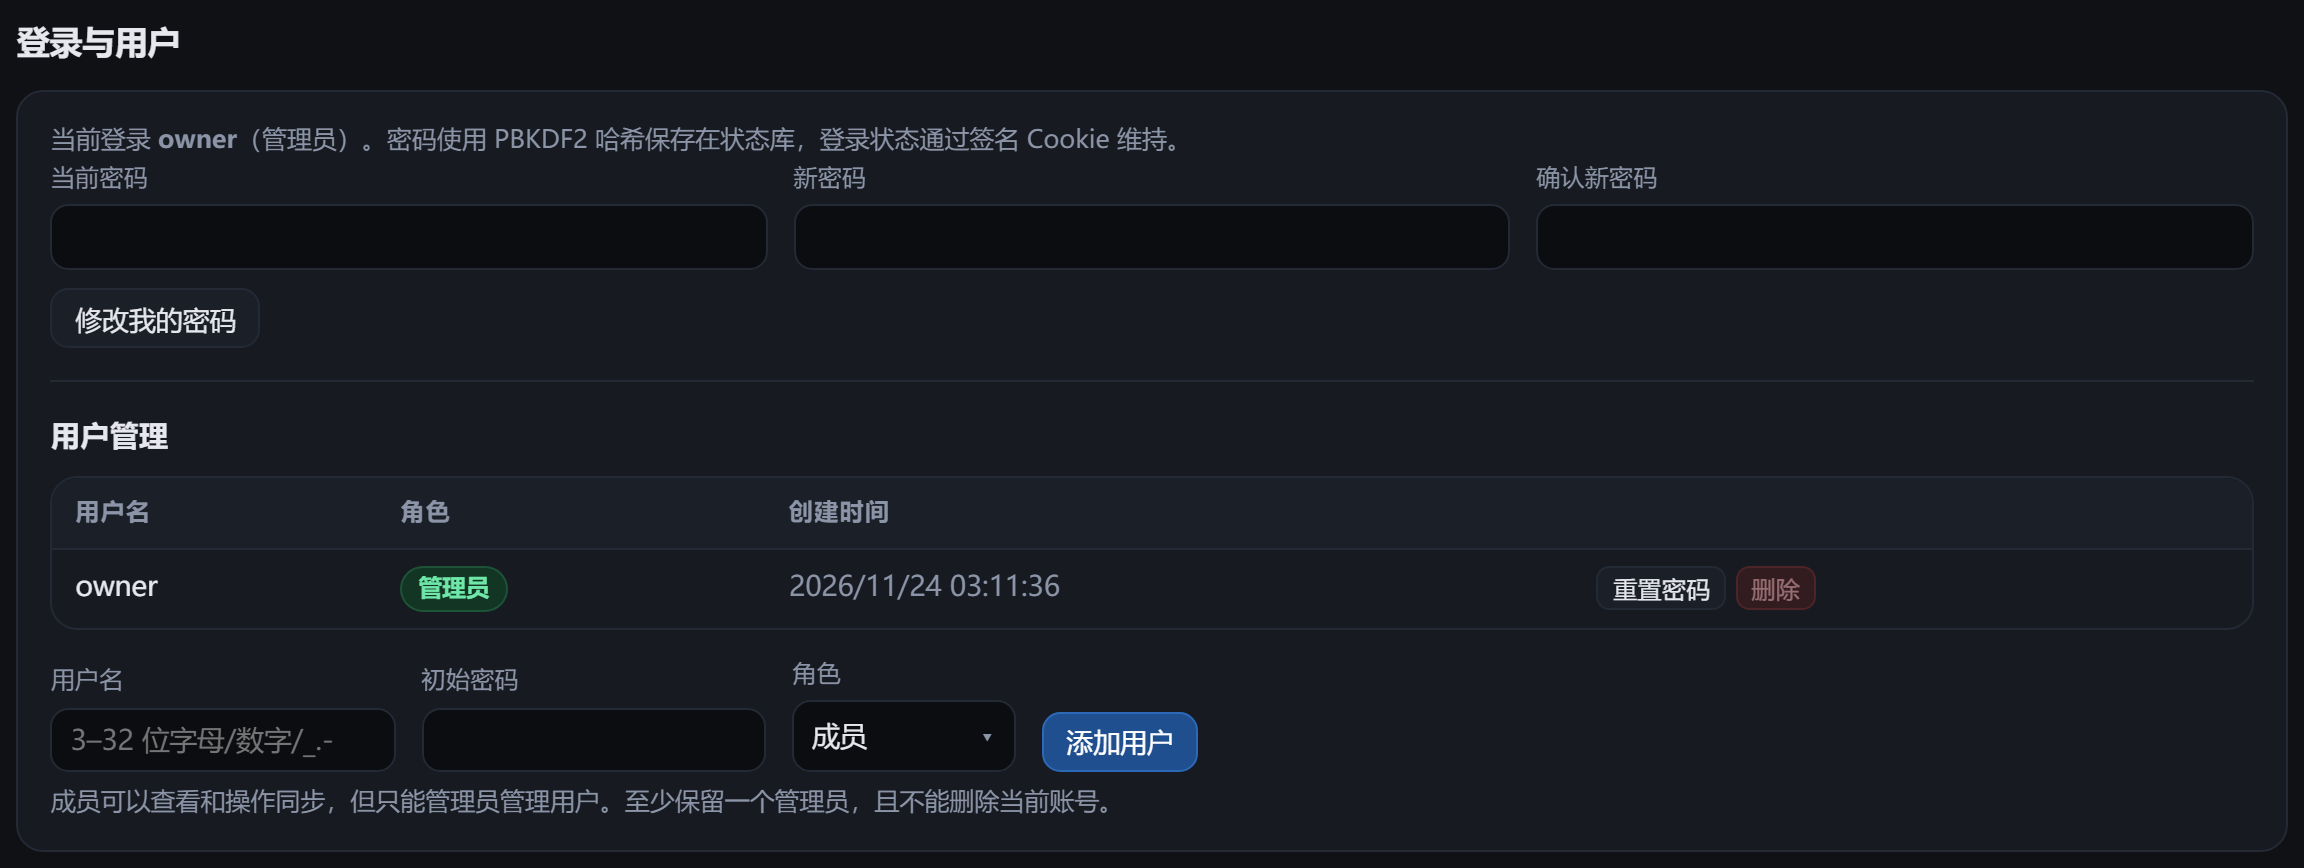 登录与用户
当前登录 owner（管理员）。密码使用 PBKDF2 哈希保存在状态库，登录状态通过签名 Cookie 维持。
当前密码 新密码 确认新密码
修改我的密码
用户管理
用户名 角色 创建时间
owner 管理员 2026/11/24 03:11:36 重置密码 删除
用户名 初始密码 角色
3–32 位字母/数字/_.- 成员 添加用户
成员可以查看和操作同步，但只能管理员管理用户。至少保留一个管理员，且不能删除当前账号。